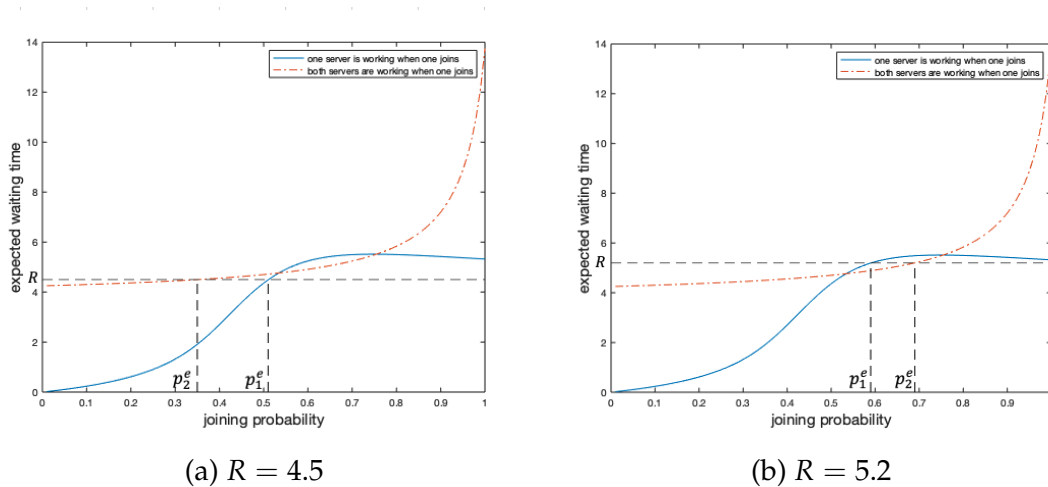 14
12
10
8
6
R
4
2
0
expected waiting time
one server is working when one joins
both servers are working when one joins
p₂ᵉ
p₁ᵉ
0 0.1 0.2 0.3 0.4 0.5 0.6 0.7 0.8 0.9 1
joining probability
(a) R = 4.5
14
12
10
8
6
R
4
2
0
expected waiting time
one server is working when one joins
both servers are working when one joins
p₁ᵉ
p₂ᵉ
0 0.1 0.2 0.3 0.4 0.5 0.6 0.7 0.8 0.9
joining probability
(b) R = 5.2